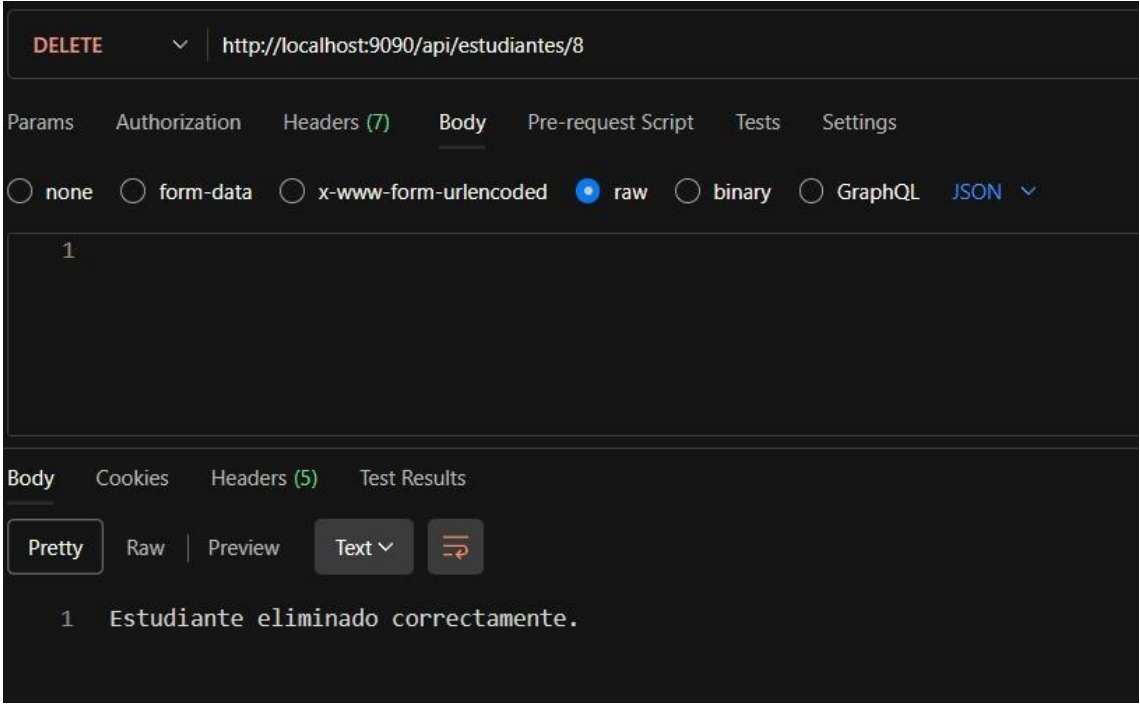 DELETE http://localhost:9090/api/estudiantes/8
Params Authorization Headers (7) Body Pre-request Script Tests Settings
none form-data x-www-form-urlencoded raw binary GraphQL JSON
1
Body Cookies Headers (5) Test Results
Pretty Raw Preview Text
1 Estudiante eliminado correctamente.